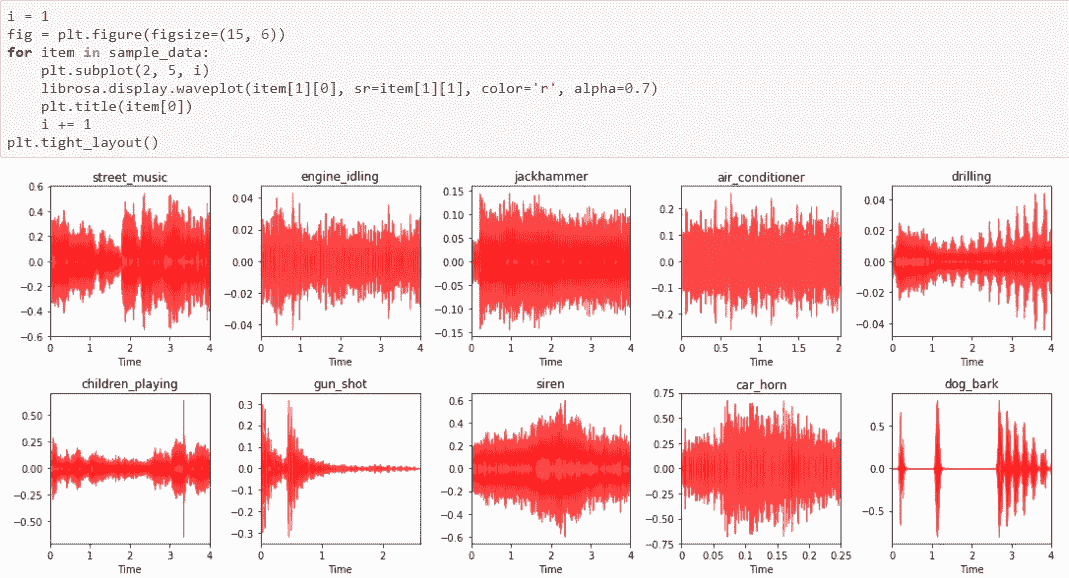 i = 1
fig = plt.figure(figsize=(15, 6))
for item in sample_data:
    plt.subplot(2, 5, i)
    librosa.display.waveplot(item[1][0], sr=item[1][1], color='r', alpha=0.7)
    plt.title(item[0])
    i += 1
plt.tight_layout()
street_music engine_idling jackhammer air_conditioner drilling
0.6
0.4
0.2
0.0
−0.2
−0.4
−0.6
0 1 2 3 4
Time
0.04
0.02
0.00
−0.02
−0.04
0 1 2 3 4
Time
0.15
0.10
0.05
0.00
−0.05
−0.10
−0.15
0 1 2 3 4
Time
0.2
0.1
0.0
−0.1
−0.2
0 0.5 1 1.5 2
Time
0.04
0.02
0.00
−0.02
−0.04
0 1 2 3 4
Time
children_playing gun_shot siren car_horn dog_bark
0.50
0.25
0.00
−0.25
−0.50
0 1 2 3 4
Time
0.3
0.2
0.1
0.0
−0.1
−0.2
−0.3
0 1 2
Time
0.6
0.4
0.2
0.0
−0.2
−0.4
−0.6
0 1 2 3 4
Time
0.75
0.50
0.25
0.00
−0.25
−0.50
−0.75
0 0.05 0.1 0.15 0.2 0.25
Time
0.5
0.0
−0.5
0 1 2 3 4
Time